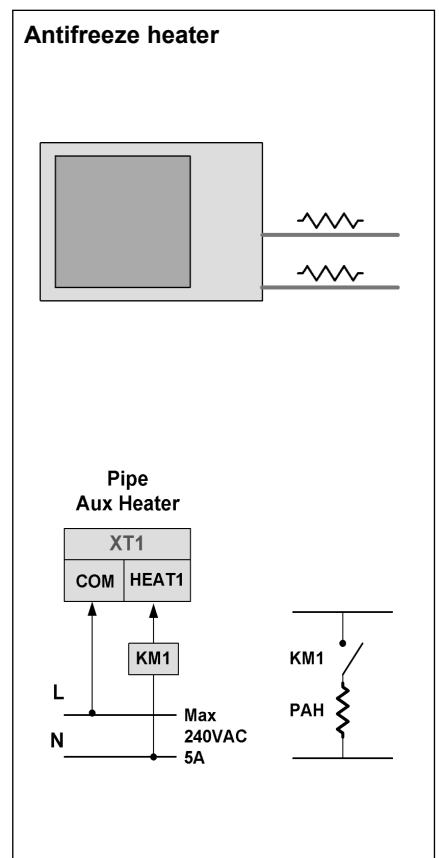 Antifreeze heater
Pipe
Aux Heater
XT1
COM HEAT1
KM1
L
N
Max
240VAC
5A
KM1
PAH